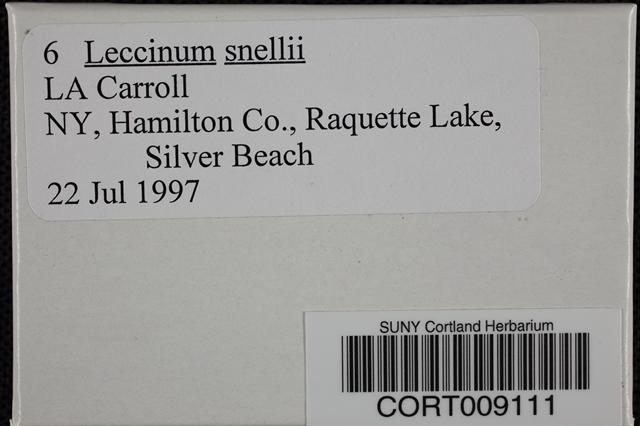 6 Leccinum snellii
LA Carroll
NY, Hamilton Co., Raquette Lake,
Silver Beach
22 Jul 1997
SUNY Cortland Herbarium
CORT009111